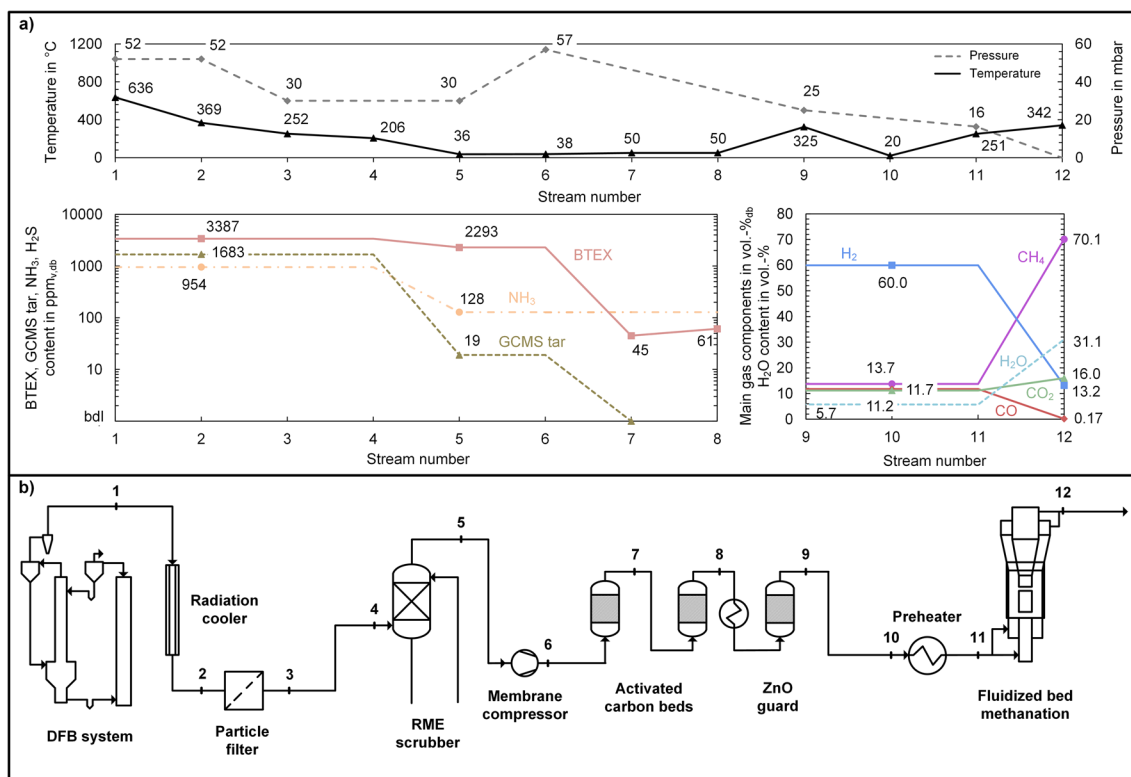 a)
Temperature in °C
1200
800
400
0
52
52
30
30
57
25
16
636
369
252
206
36
38
50
50
325
20
251
342
Pressure
Temperature
60
40
20
0
Pressure in mbar
1 2 3 4 5 6 7 8 9 10 11 12
Stream number
BTEX, GCMS tar, NH3, H2S
content in ppmv,db
10000
1000
100
10
bdl
3387
1683
954
2293
BTEX
128
NH3
19
GCMS tar
45
61
1 2 3 4 5 6 7 8
Stream number
Main gas components in vol.-%db
H2O content in vol.-%
80
70
60
50
40
30
20
10
0
H2
60.0
CH4
70.1
13.7
H2O
31.1
11.7
CO2
16.0
13.2
5.7
11.2
CO
0.17
9 10 11 12
Stream number
b)
1
2
3
4
5
6
7
8
9
10
11
12
DFB system
Radiation
cooler
Particle
filter
RME
scrubber
Membrane
compressor
Activated
carbon beds
ZnO
guard
Preheater
Fluidized bed
methanation